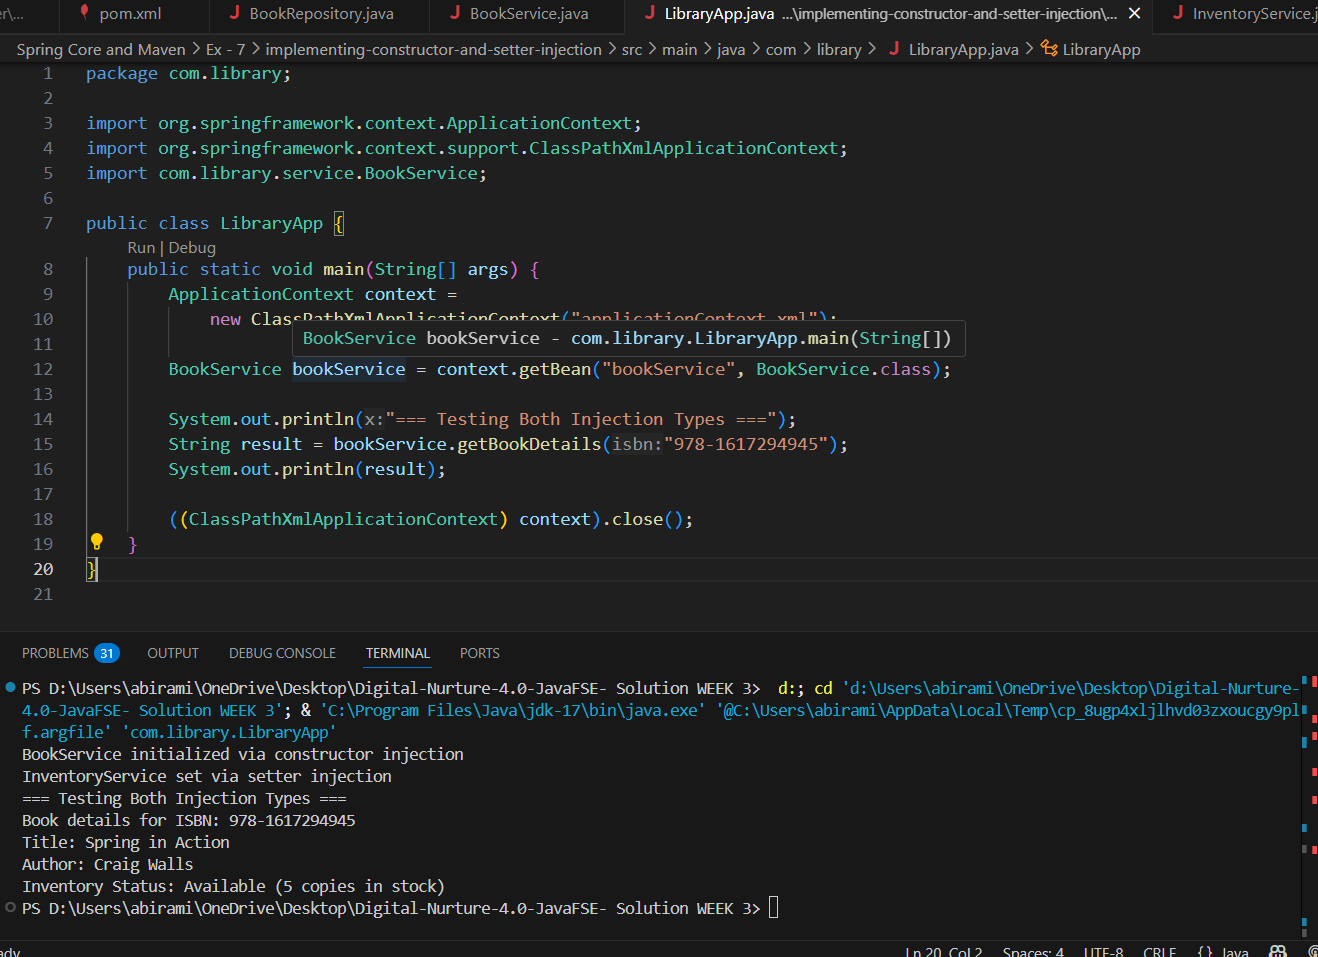 pom.xml
BookRepository.java
BookService.java
LibraryApp.java ...\implementing-constructor-and-setter-injection\...
Spring Core and Maven > Ex - 7 > implementing-constructor-and-setter-injection > src > main > java > com > library > LibraryApp.java > LibraryApp
1 package com.library;
2
3 import org.springframework.context.ApplicationContext;
4 import org.springframework.context.support.ClassPathXmlApplicationContext;
5 import com.library.service.BookService;
6
7 public class LibraryApp {
Run | Debug
8 public static void main(String[] args) {
9 ApplicationContext context =
10 new ClassPathXmlApplicationContext("applicationContext.xml");
BookService bookService - com.library.LibraryApp.main(String[])
11
12 BookService bookService = context.getBean("bookService", BookService.class);
13
14 System.out.println(x:"=== Testing Both Injection Types ===");
15 String result = bookService.getBookDetails(isbn:"978-1617294945");
16 System.out.println(result);
17
18 ((ClassPathXmlApplicationContext) context).close();
19 }
20 }
21
PROBLEMS 31 OUTPUT DEBUG CONSOLE TERMINAL PORTS
PS D:\Users\abirami\OneDrive\Desktop\Digital-Nurture-4.0-JavaFSE- Solution WEEK 3> d:; cd 'd:\Users\abirami\OneDrive\Desktop\Digital-Nurture-
4.0-JavaFSE- Solution WEEK 3'; & 'C:\Program Files\Java\jdk-17\bin\java.exe' '@C:\Users\abirami\AppData\Local\Temp\cp_8ugp4xljlhvd03zxoucgy9pl
f.argfile' 'com.library.LibraryApp'
BookService initialized via constructor injection
InventoryService set via setter injection
=== Testing Both Injection Types ===
Book details for ISBN: 978-1617294945
Title: Spring in Action
Author: Craig Walls
Inventory Status: Available (5 copies in stock)
PS D:\Users\abirami\OneDrive\Desktop\Digital-Nurture-4.0-JavaFSE- Solution WEEK 3>
Ln 20, Col 2 Spaces: 4 UTF-8 CRLF {} Java